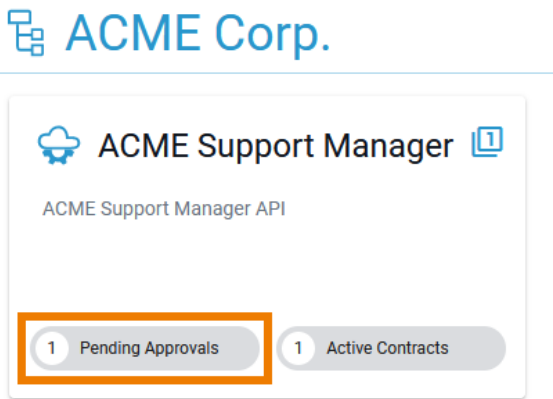 ACME Corp.
ACME Support Manager 1
ACME Support Manager API
1 Pending Approvals 1 Active Contracts